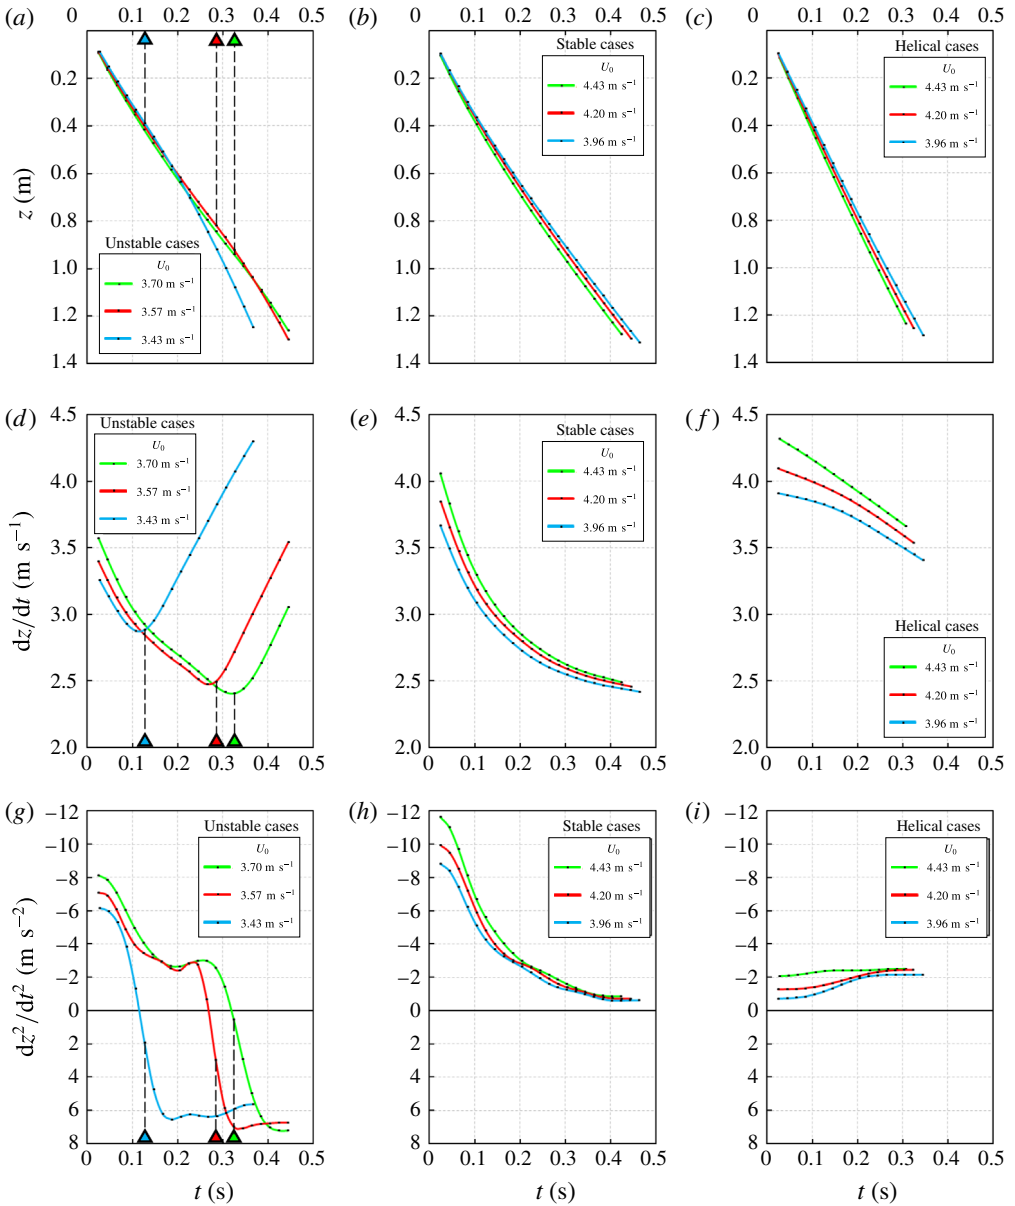 (a) 0 0.1 0.2 0.3 0.4 0.5
(b) 0 0.1 0.2 0.3 0.4 0.5
(c) 0 0.1 0.2 0.3 0.4 0.5
z (m)
0.2
0.4
0.6
0.8
1.0
1.2
1.4
Unstable cases
U0
3.70 m s−1
3.57 m s−1
3.43 m s−1
0.2
0.4
0.6
0.8
1.0
1.2
1.4
Stable cases
U0
4.43 m s−1
4.20 m s−1
3.96 m s−1
0.2
0.4
0.6
0.8
1.0
1.2
1.4
Helical cases
U0
4.43 m s−1
4.20 m s−1
3.96 m s−1
(d)
dz/dt (m s−1)
4.5
4.0
3.5
3.0
2.5
2.0
Unstable cases
U0
3.70 m s−1
3.57 m s−1
3.43 m s−1
0 0.1 0.2 0.3 0.4 0.5
(e)
4.5
4.0
3.5
3.0
2.5
2.0
Stable cases
U0
4.43 m s−1
4.20 m s−1
3.96 m s−1
0 0.1 0.2 0.3 0.4 0.5
(f)
4.5
4.0
3.5
3.0
2.5
2.0
Helical cases
U0
4.43 m s−1
4.20 m s−1
3.96 m s−1
0 0.1 0.2 0.3 0.4 0.5
(g)
dz2/dt2 (m s−2)
−12
−10
−8
−6
−4
−2
0
2
4
6
8
Unstable cases
U0
3.70 m s−1
3.57 m s−1
3.43 m s−1
0 0.1 0.2 0.3 0.4 0.5
t (s)
(h)
−12
−10
−8
−6
−4
−2
0
2
4
6
8
Stable cases
U0
4.43 m s−1
4.20 m s−1
3.96 m s−1
0 0.1 0.2 0.3 0.4 0.5
t (s)
(i)
−12
−10
−8
−6
−4
−2
0
2
4
6
8
Helical cases
U0
4.43 m s−1
4.20 m s−1
3.96 m s−1
0 0.1 0.2 0.3 0.4 0.5
t (s)